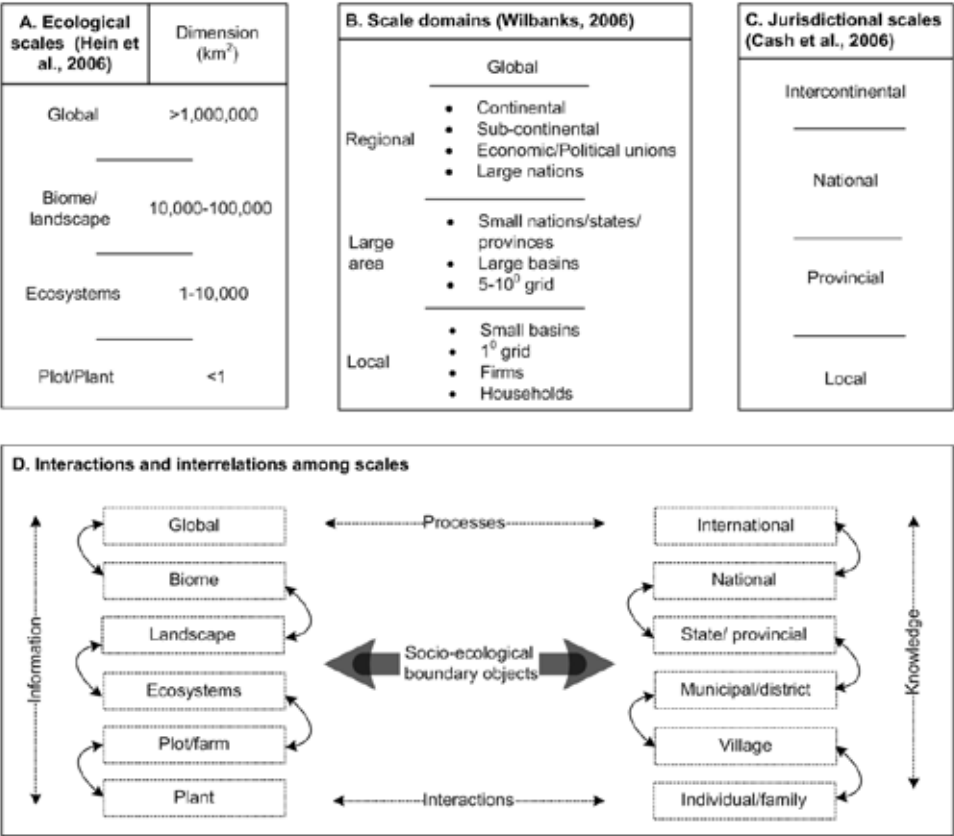 A. Ecological
scales (Hein et
al., 2006)
Dimension
(km²)
Global >1,000,000
Biome/
landscape 10,000-100,000
Ecosystems 1-10,000
Plot/Plant <1
B. Scale domains (Wilbanks, 2006)
Global
Regional
• Continental
• Sub-continental
• Economic/Political unions
• Large nations
Large
area
• Small nations/states/
provinces
• Large basins
• 5-10⁰ grid
Local
• Small basins
• 1⁰ grid
• Firms
• Households
C. Jurisdictional scales
(Cash et al., 2006)
Intercontinental
National
Provincial
Local
D. Interactions and interrelations among scales
Information
Global
Biome
Landscape
Ecosystems
Plot/farm
Plant
Processes
Socio-ecological
boundary objects
Interactions
International
National
State/ provincial
Municipal/district
Village
Individual/family
Knowledge